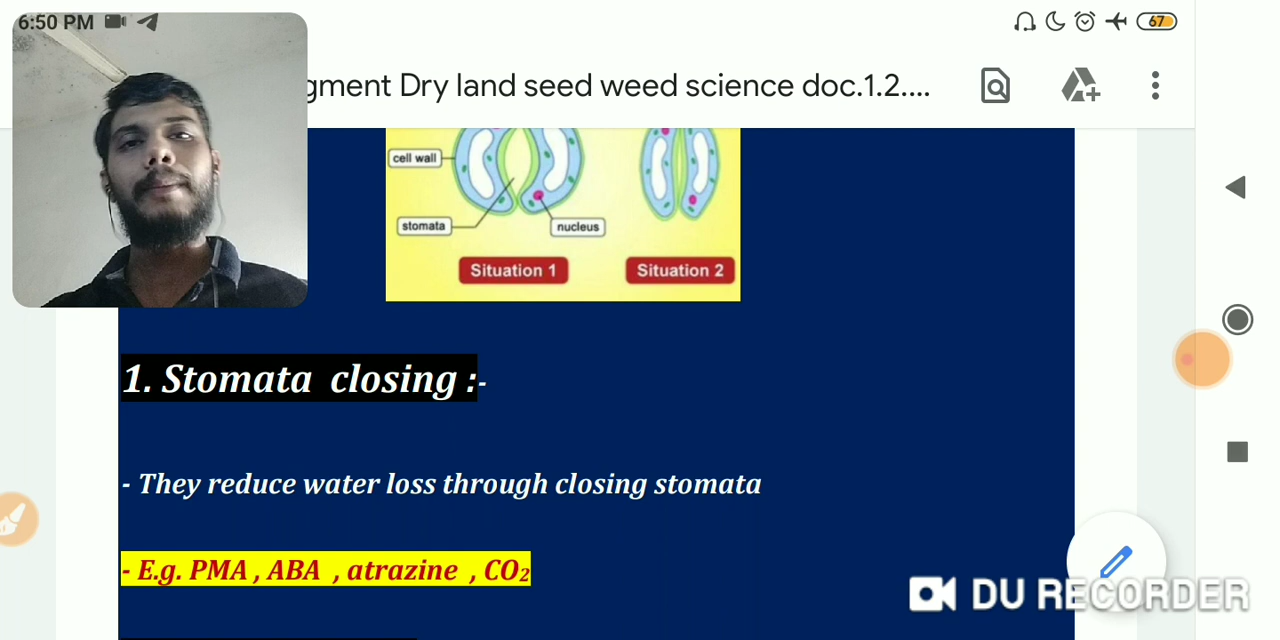 6:50 PM
67
gment Dry land seed weed science doc.1.2....
cell wall
stomata
nucleus
Situation 1
Situation 2
1. Stomata closing :-
- They reduce water loss through closing stomata
- E.g. PMA , ABA , atrazine , CO₂
DU RECORDER